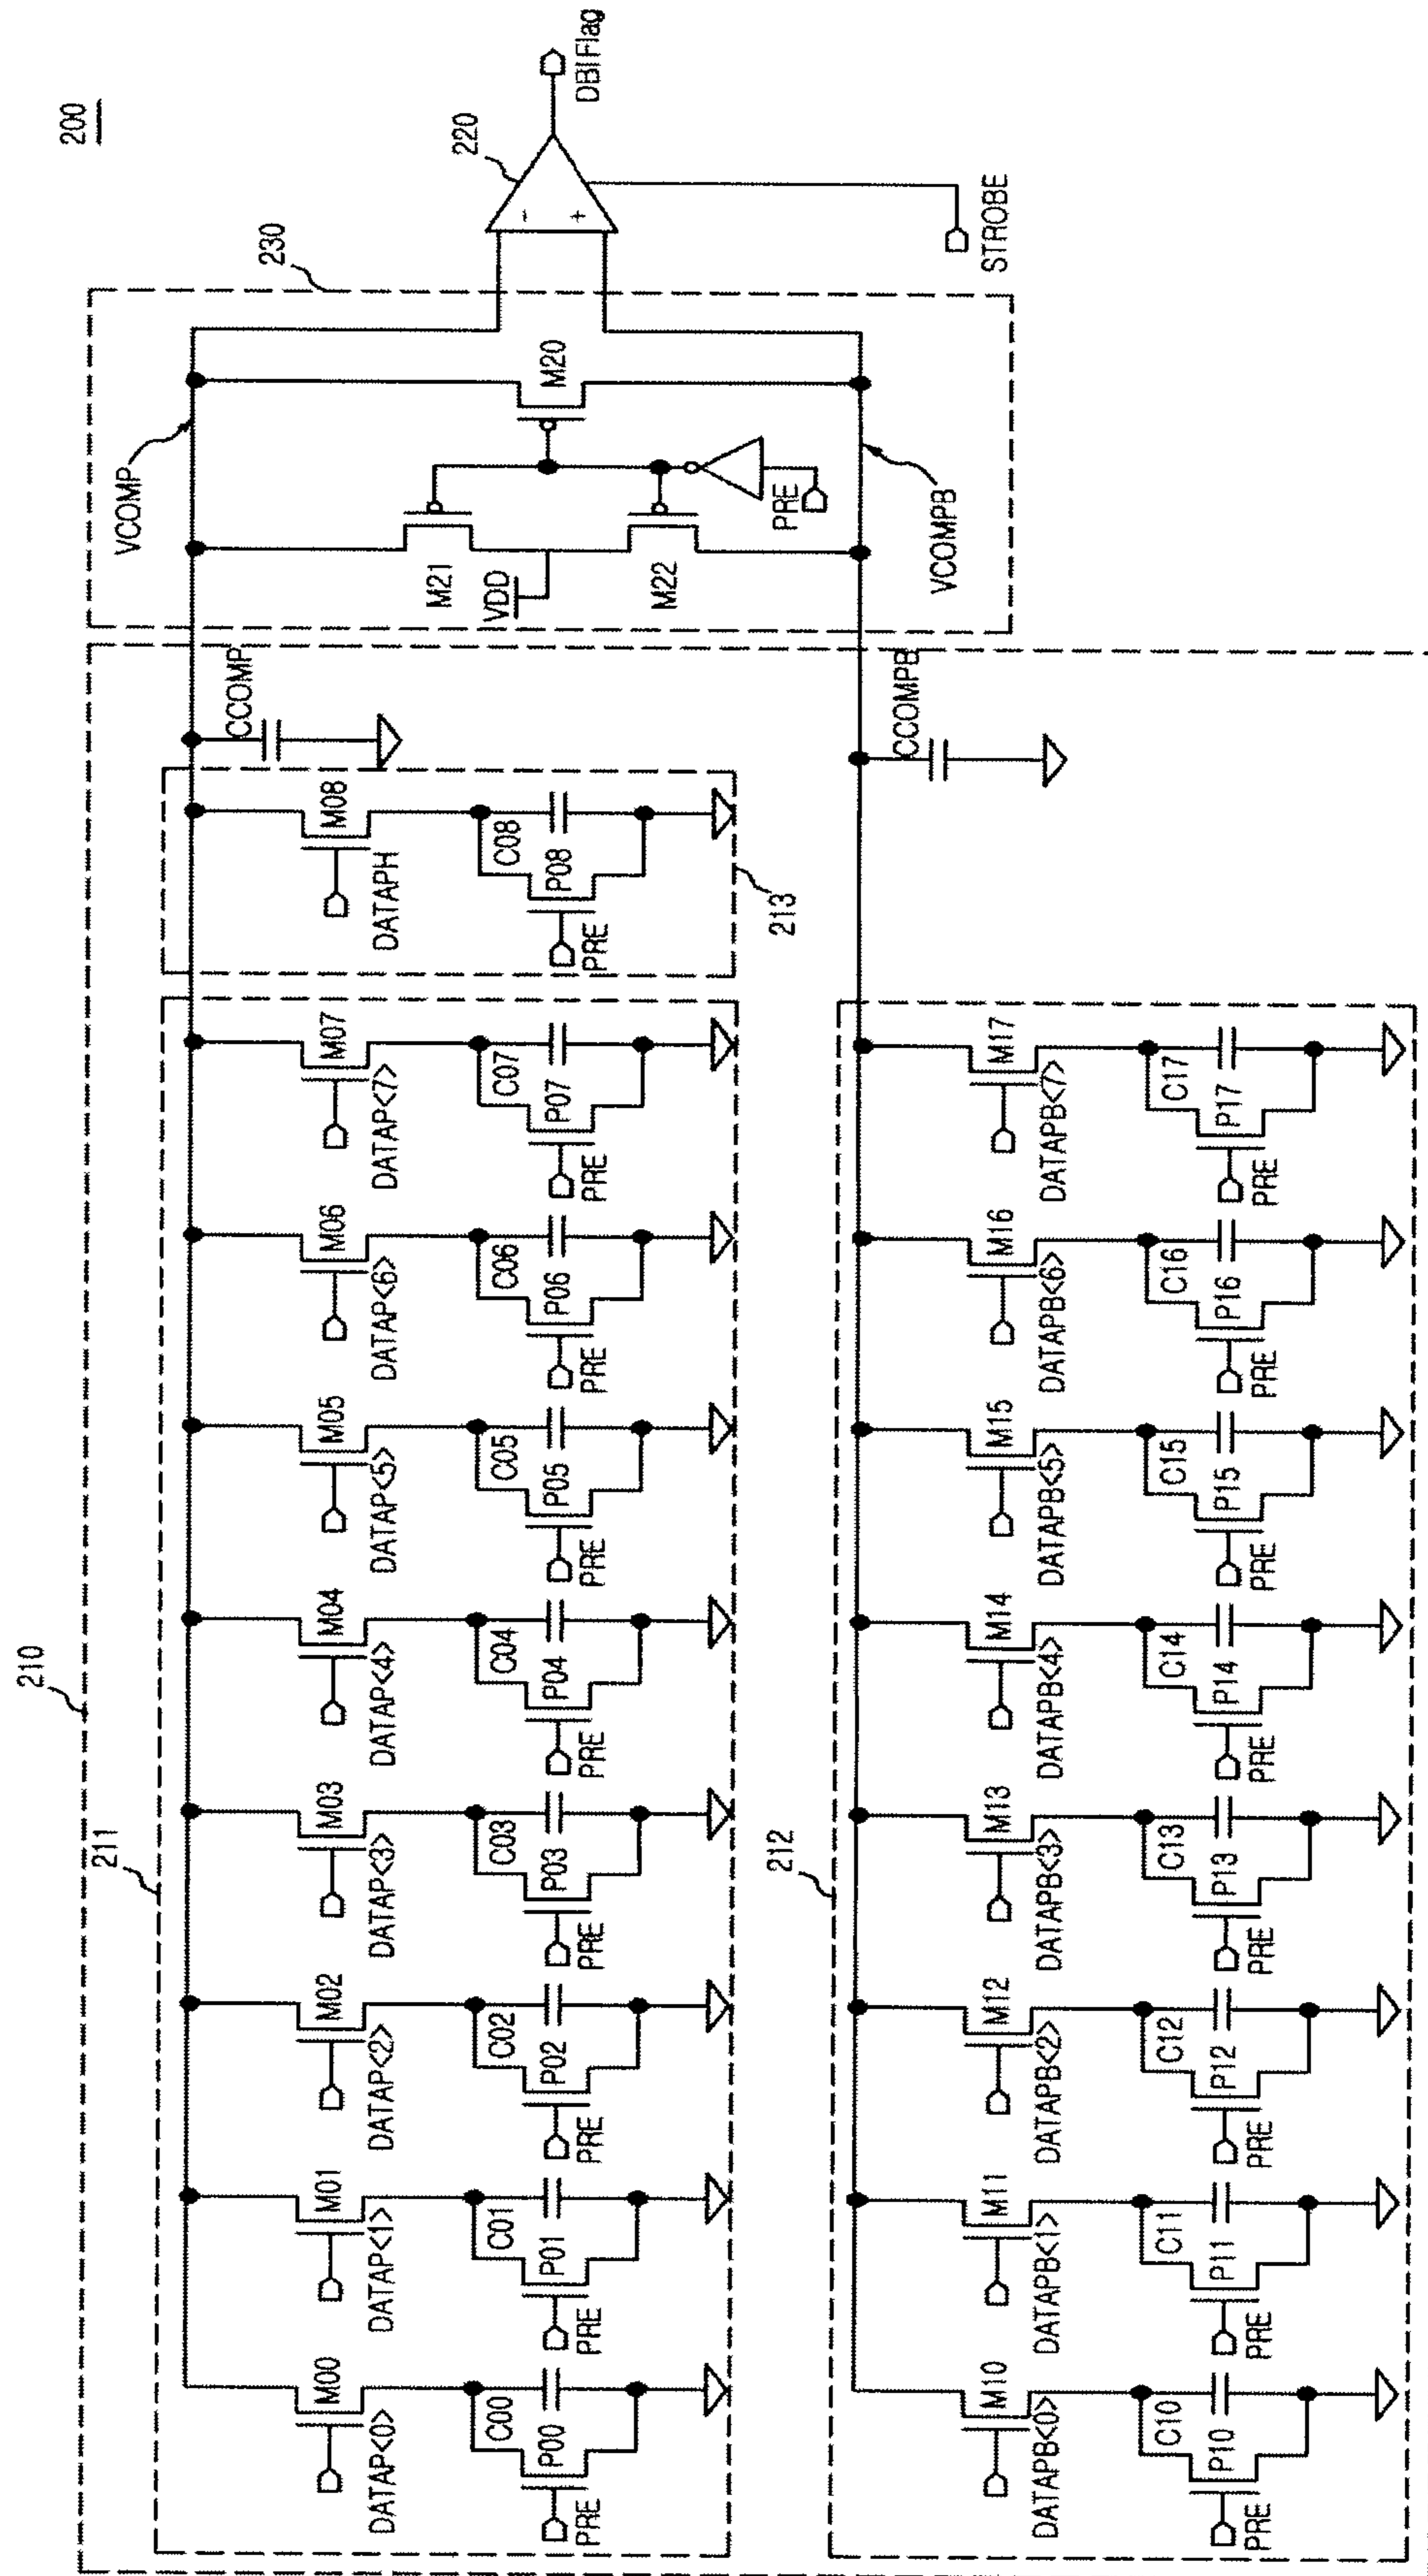 200
210
211
213
230
220
212
VCOMP
VCOMPB
CCOMP
CCOMPB
M00
DATAP<0>
C00
P00
PRE
M01
DATAP<1>
C01
P01
PRE
M02
DATAP<2>
C02
P02
PRE
M03
DATAP<3>
C03
P03
PRE
M04
DATAP<4>
C04
P04
PRE
M05
DATAP<5>
C05
P05
PRE
M06
DATAP<6>
C06
P06
PRE
M07
DATAP<7>
C07
P07
PRE
M08
DATAPH
C08
P08
PRE
M21
VDD
M22
M20
PRE
-
+
DBI Flag
STROBE
M10
DATAPB<0>
C10
P10
PRE
M11
DATAPB<1>
C11
P11
PRE
M12
DATAPB<2>
C12
P12
PRE
M13
DATAPB<3>
C13
P13
PRE
M14
DATAPB<4>
C14
P14
PRE
M15
DATAPB<5>
C15
P15
PRE
M16
DATAPB<6>
C16
P16
PRE
M17
DATAPB<7>
C17
P17
PRE